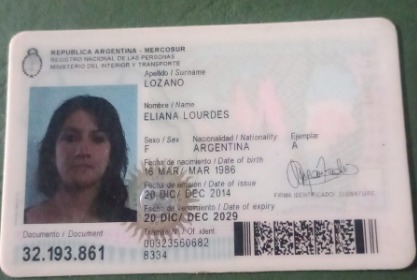 REPUBLICA ARGENTINA - MERCOSUR
REGISTRO NACIONAL DE LAS PERSONAS
MINISTERIO DEL INTERIOR Y TRANSPORTE
Apellido / Surname
LOZANO
Nombre / Name
ELIANA LOURDES
Sexo / Sex Nacionalidad / Nationality Ejemplar
F ARGENTINA A
Fecha de nacimiento / Date of birth
16 MAR/ MAR 1986
Fecha de emisión / Date of issue
20 DIC/ DEC 2014
FIRMA IDENTIFICADO / SIGNATURE
Fecha de vencimiento / Date of expiry
20 DIC/ DEC 2029
Documento / Document
Of. ident
32.193.861
00323560682
8334